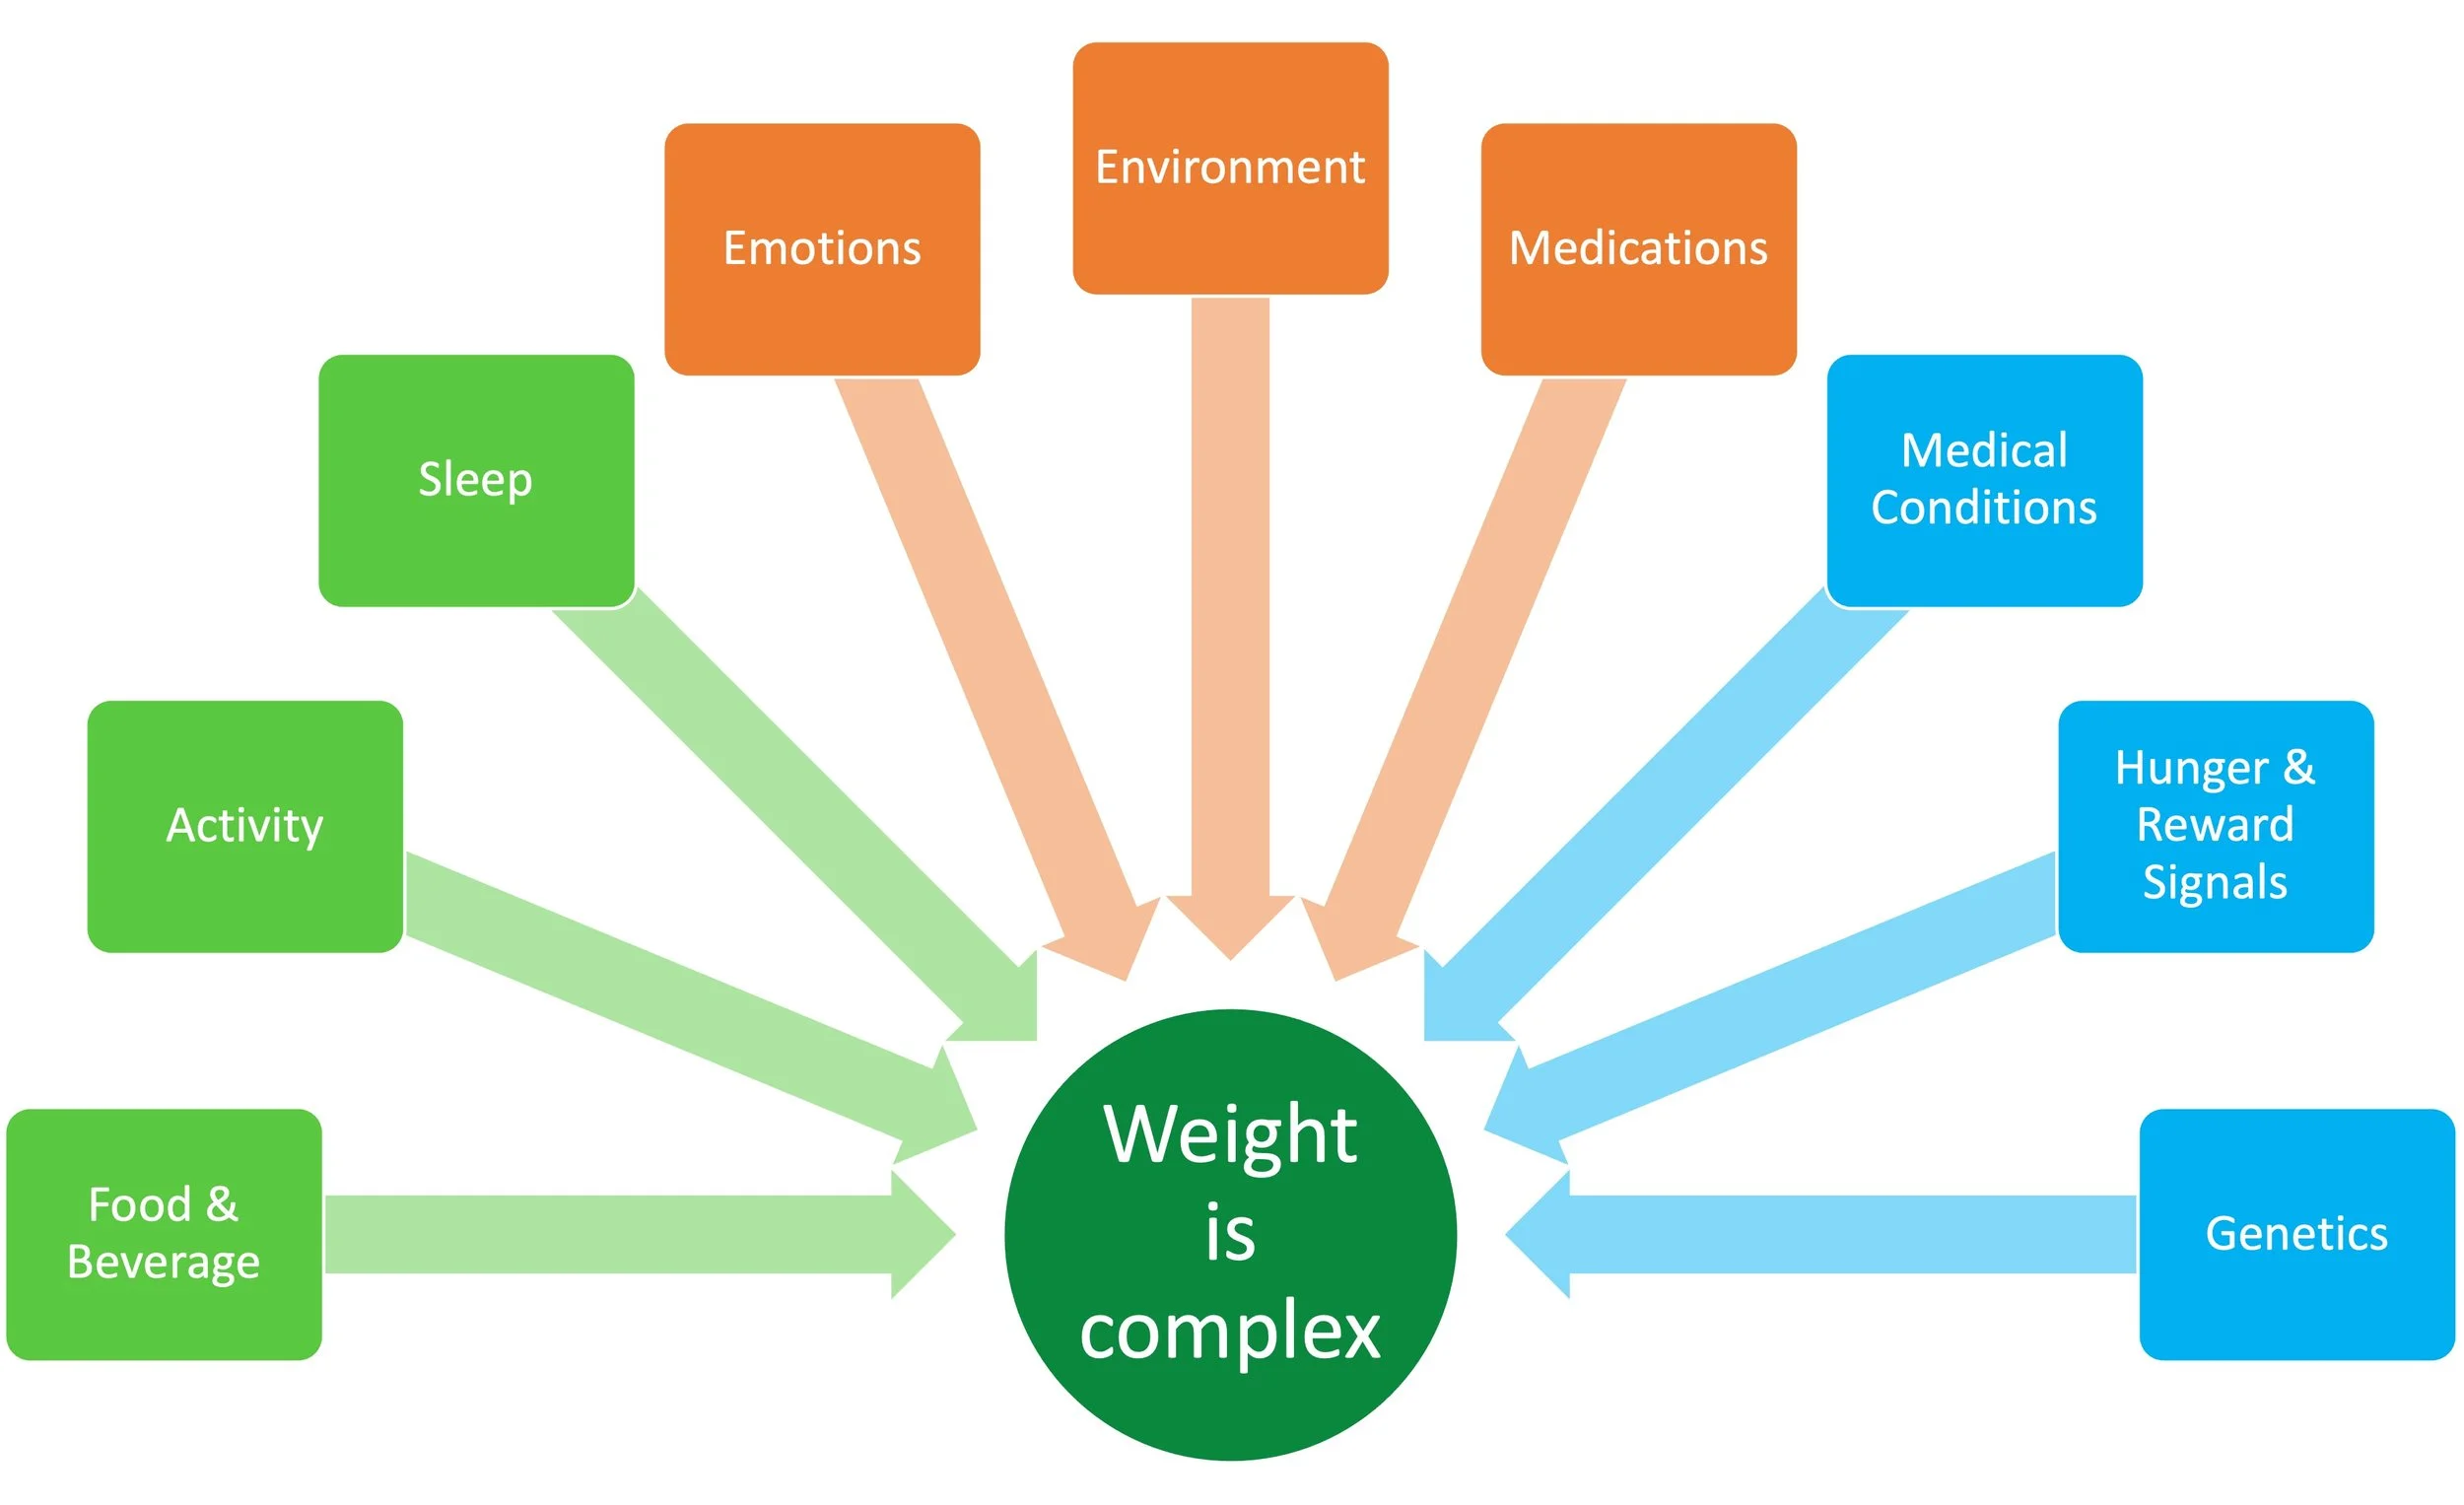 Environment
Emotions
Medications
Sleep
Medical
Conditions
Activity
Hunger &
Reward
Signals
Food &
Beverage
Weight
is
complex
Genetics